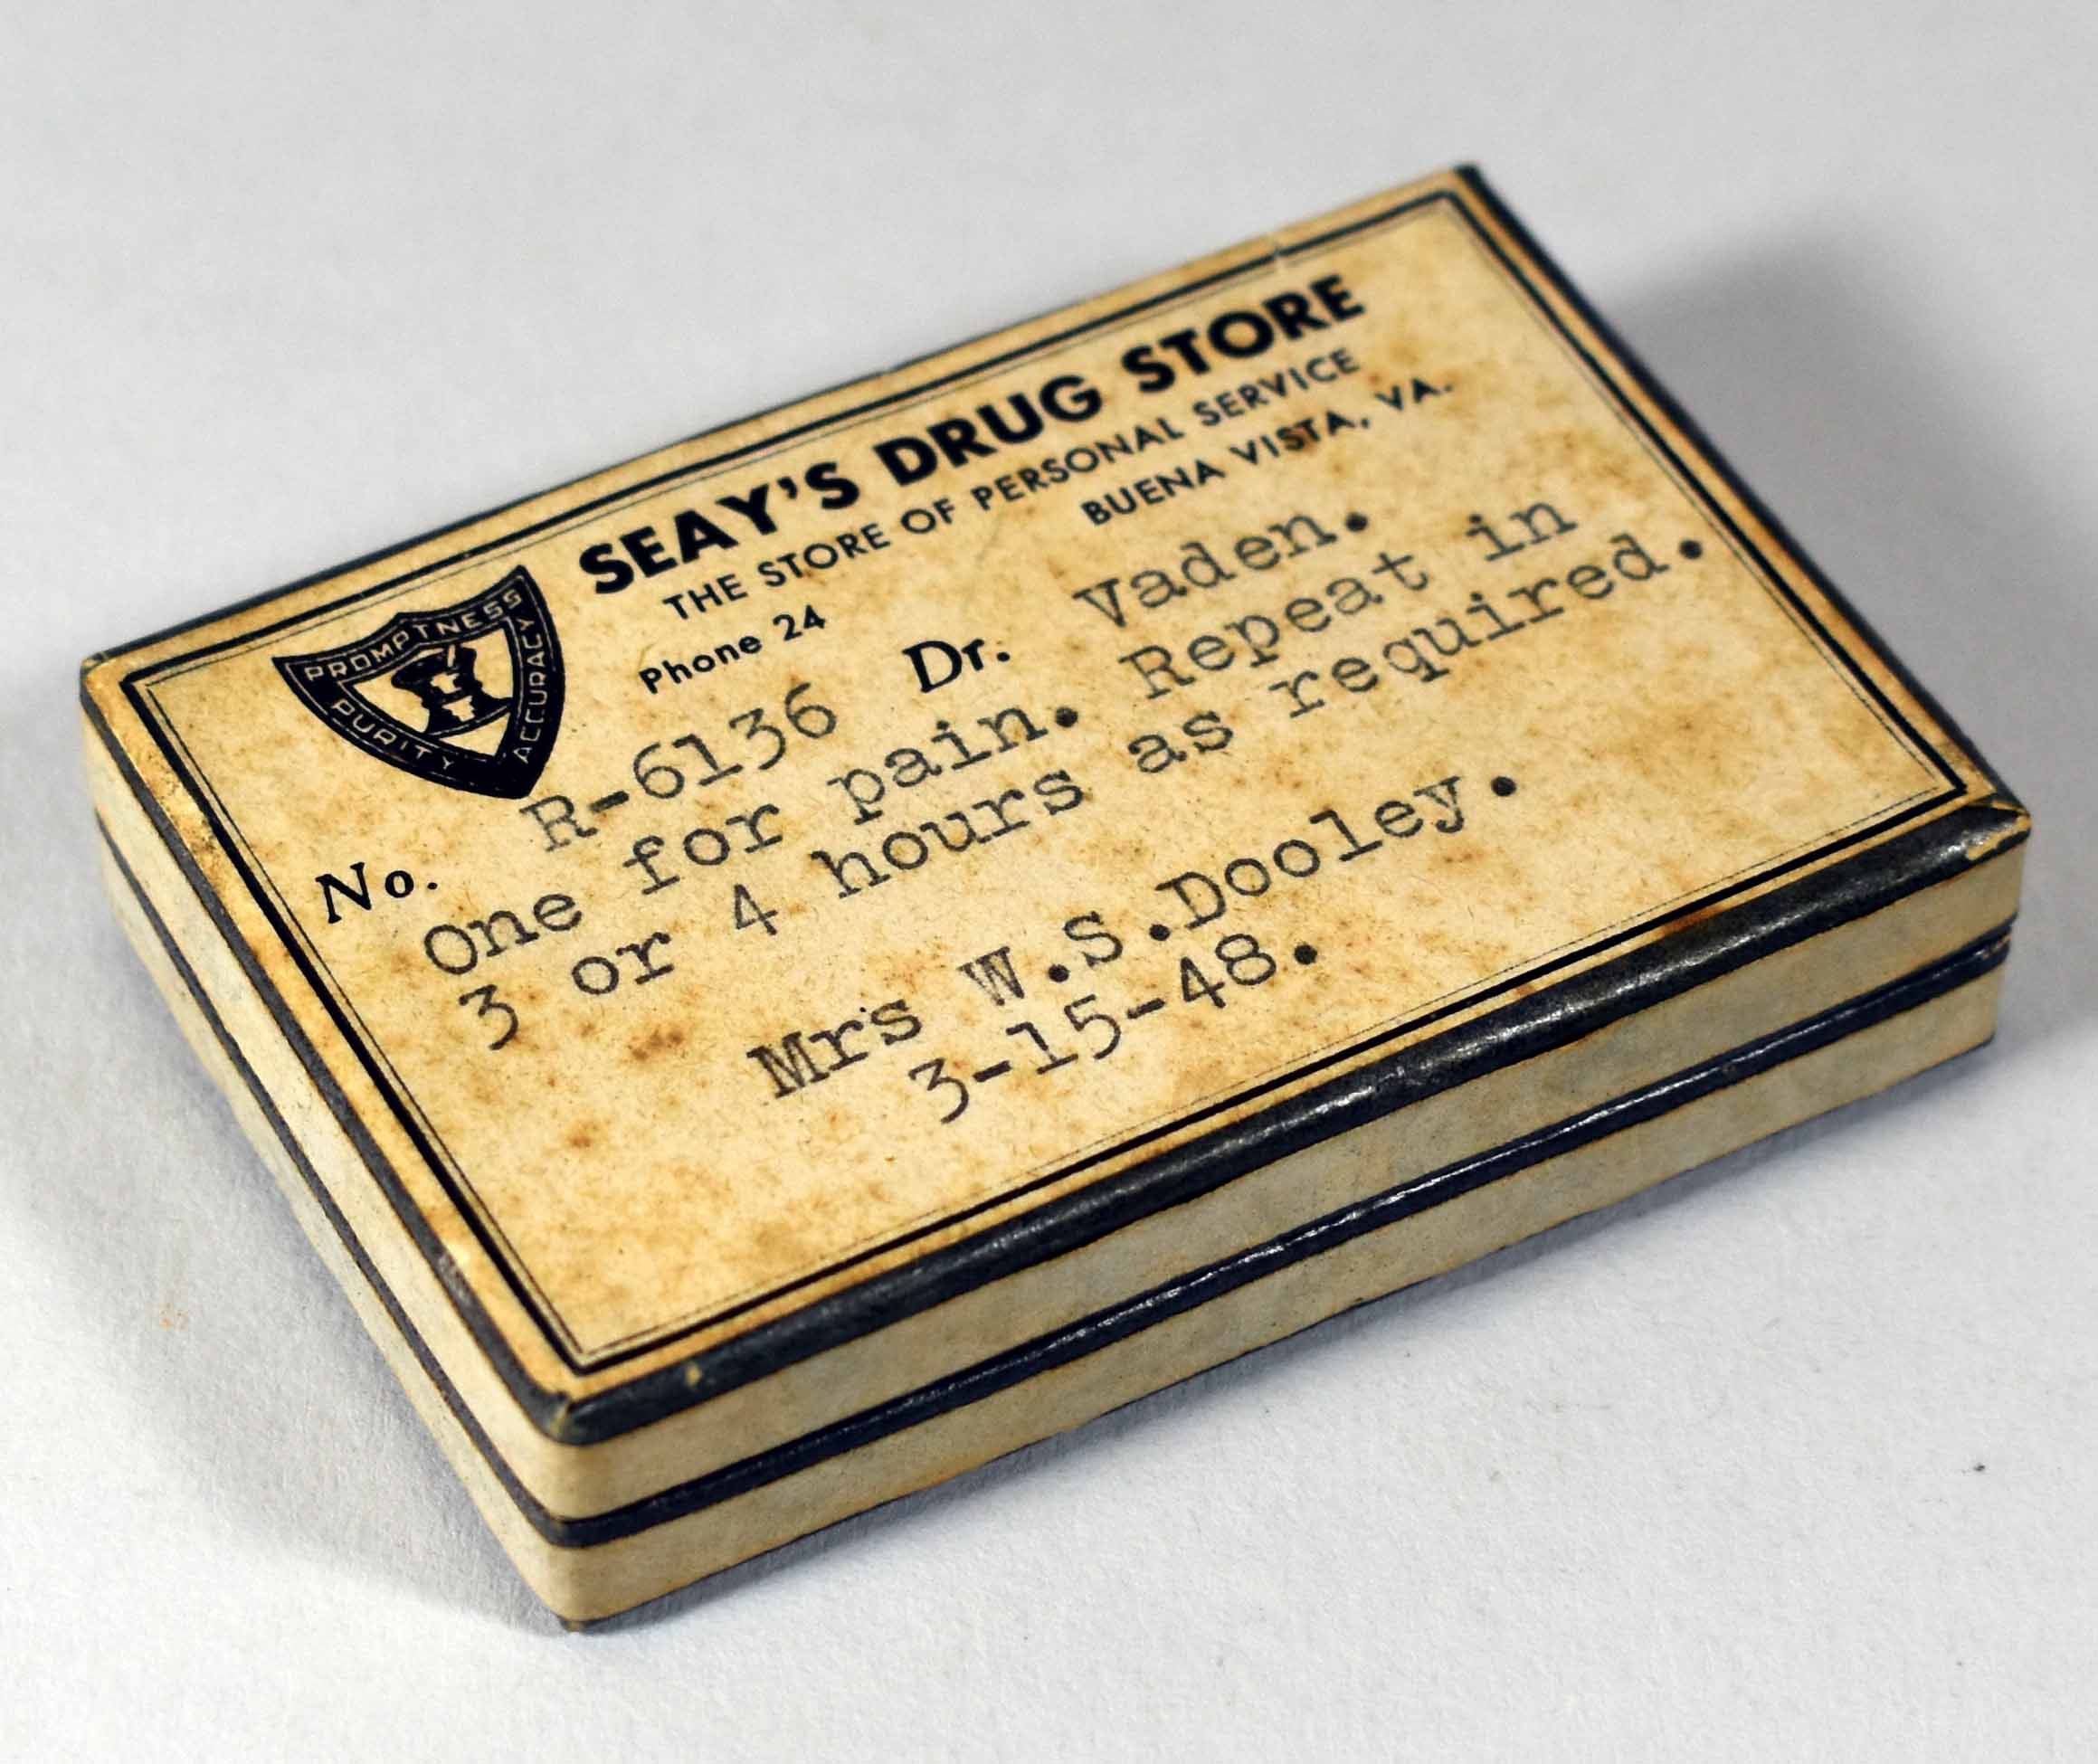 SEAY'S DRUG STORE
THE STORE OF PERSONAL SERVICE
Phone 24 BUENA VISTA, VA.
PROMPTNESS
PURITY
ACCURACY
No. R-6136 Dr. Vaden.
One for pain. Repeat in
3 or 4 hours as required.
Mrs W.S.Dooley.
3-15-48.